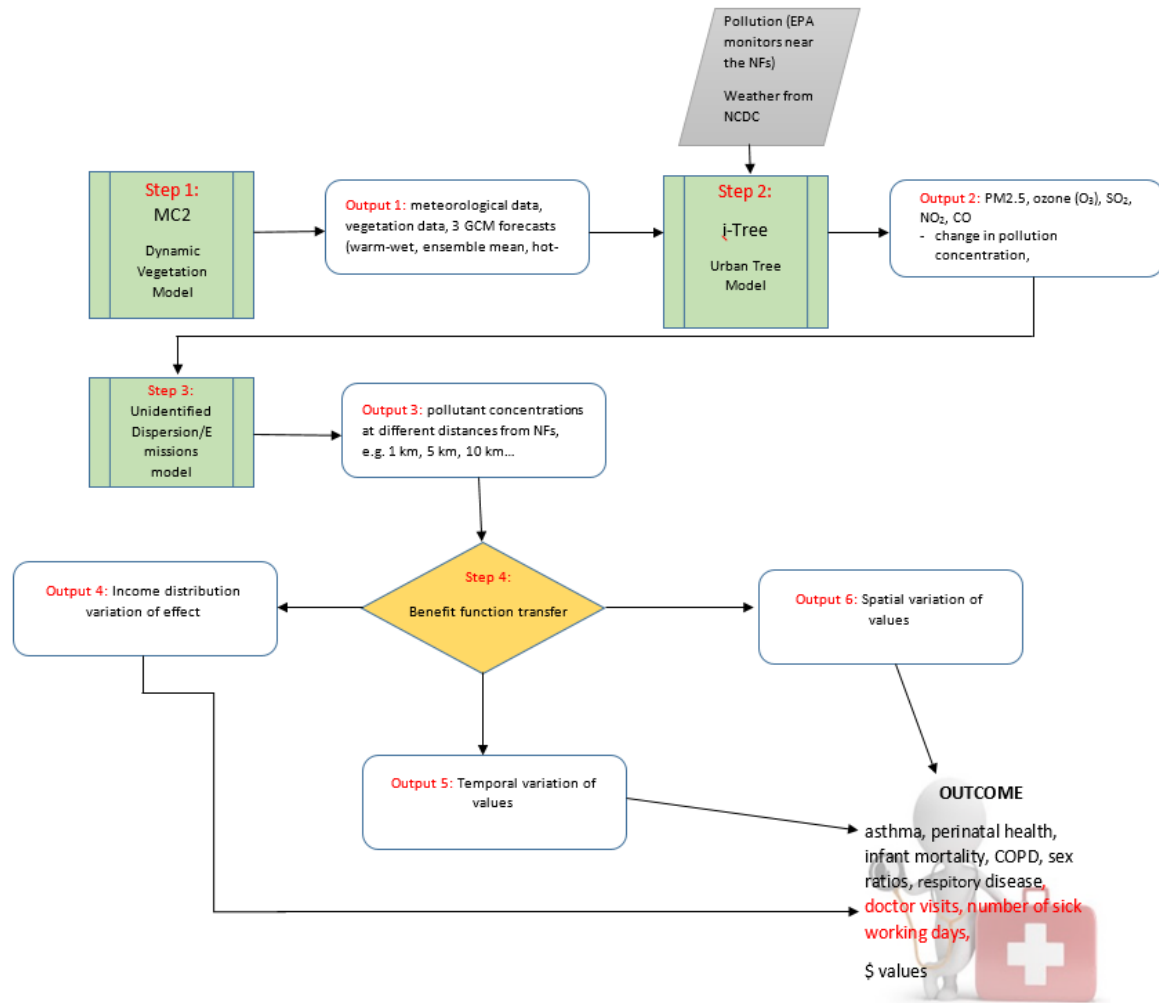 Pollution (EPA
monitors near
the NFs)
Weather from
NCDC
Step 1:
MC2
Dynamic
Vegetation
Model
Output 1: meteorological data,
vegetation data, 3 GCM forecasts
(warm-wet, ensemble mean, hot-
Step 2:
i-Tree
Urban Tree
Model
Output 2: PM2.5, ozone (O₃), SO₂,
NO₂, CO
- change in pollution
concentration,
Step 3:
Unidentified
Dispersion/E
missions
model
Output 3: pollutant concentrations
at different distances from NFs,
e.g. 1 km, 5 km, 10 km...
Step 4:
Benefit function transfer
Output 4: Income distribution
variation of effect
Output 6: Spatial variation of
values
Output 5: Temporal variation of
values
OUTCOME
asthma, perinatal health,
infant mortality, COPD, sex
ratios, respitory disease,
doctor visits, number of sick
working days,
$ values